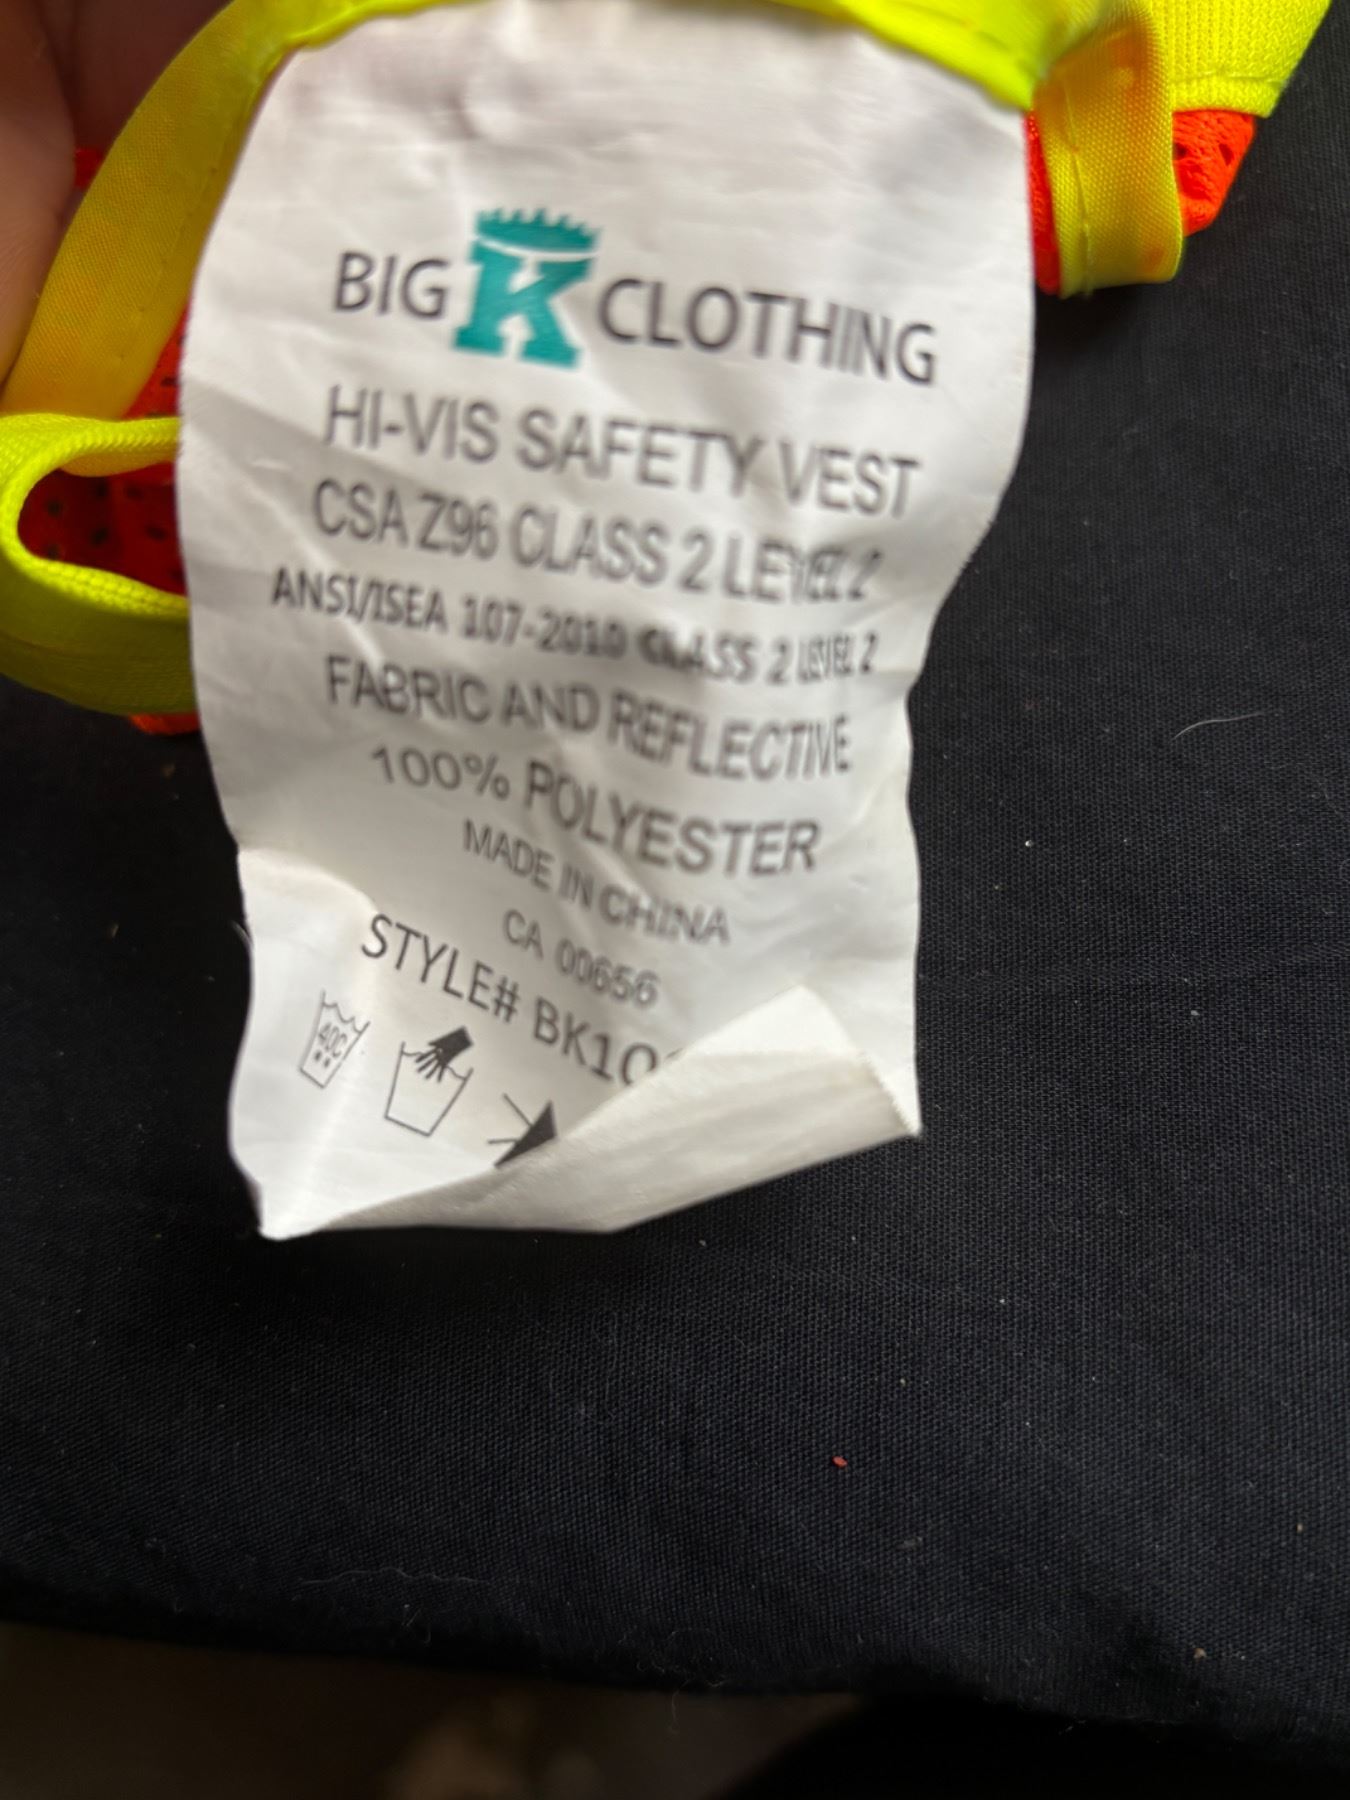 BIG K CLOTHING
HI-VIS SAFETY VEST
CSA Z96 CLASS 2 LEVEL 2
ANSI/ISEA 107-2010 CLASS 2 LEVEL 2
FABRIC AND REFLECTIVE
100% POLYESTER
MADE IN CHINA
CA 00656
STYLE# BK10
40C